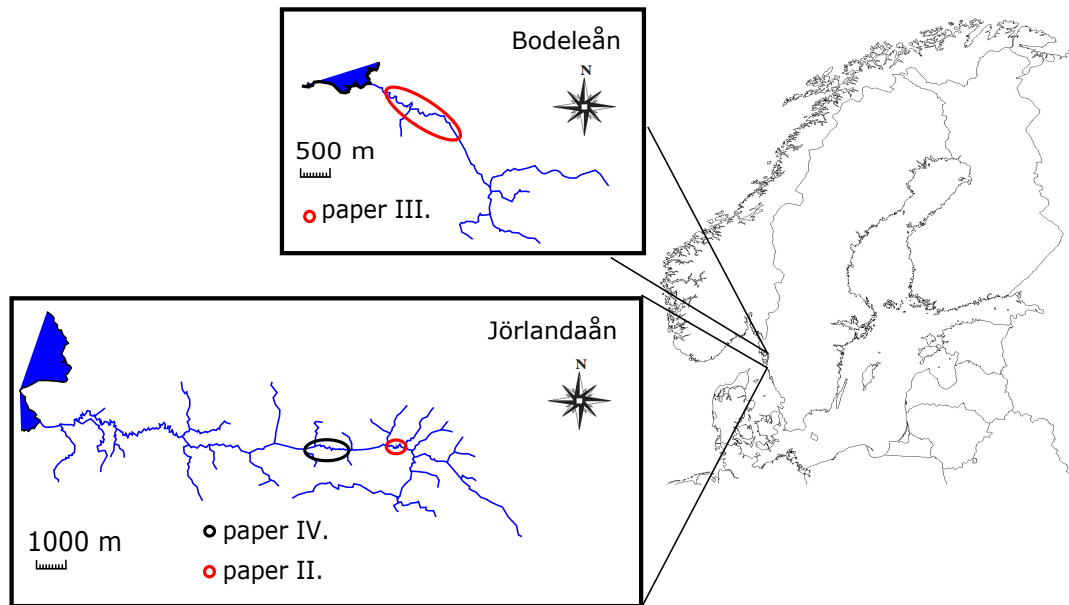 Bodeleån
N
500 m
paper III.
Jörlandaån
N
paper IV.
1000 m
paper II.